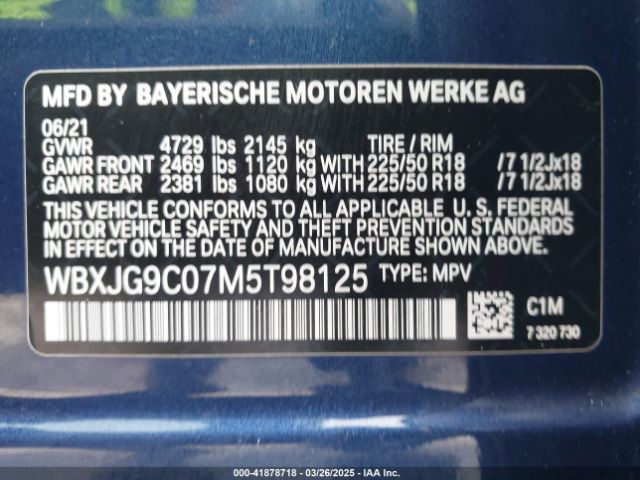 MFD BY BAYERISCHE MOTOREN WERKE AG
06/21
GVWR 4729 lbs 2145 kg TIRE / RIM
GAWR FRONT 2469 lbs 1120 kg WITH 225/50 R18 /7 1/2Jx18
GAWR REAR 2381 lbs 1080 kg WITH 225/50 R18 /7 1/2Jx18
THIS VEHICLE CONFORMS TO ALL APPLICABLE U. S. FEDERAL
MOTOR VEHICLE SAFETY AND THEFT PREVENTION STANDARDS
IN EFFECT ON THE DATE OF MANUFACTURE SHOWN ABOVE.
WBXJG9C07M5T98125 TYPE: MPV
C1M
7 320 730
000-41878718 | 03/26/2025 | IAA Inc.